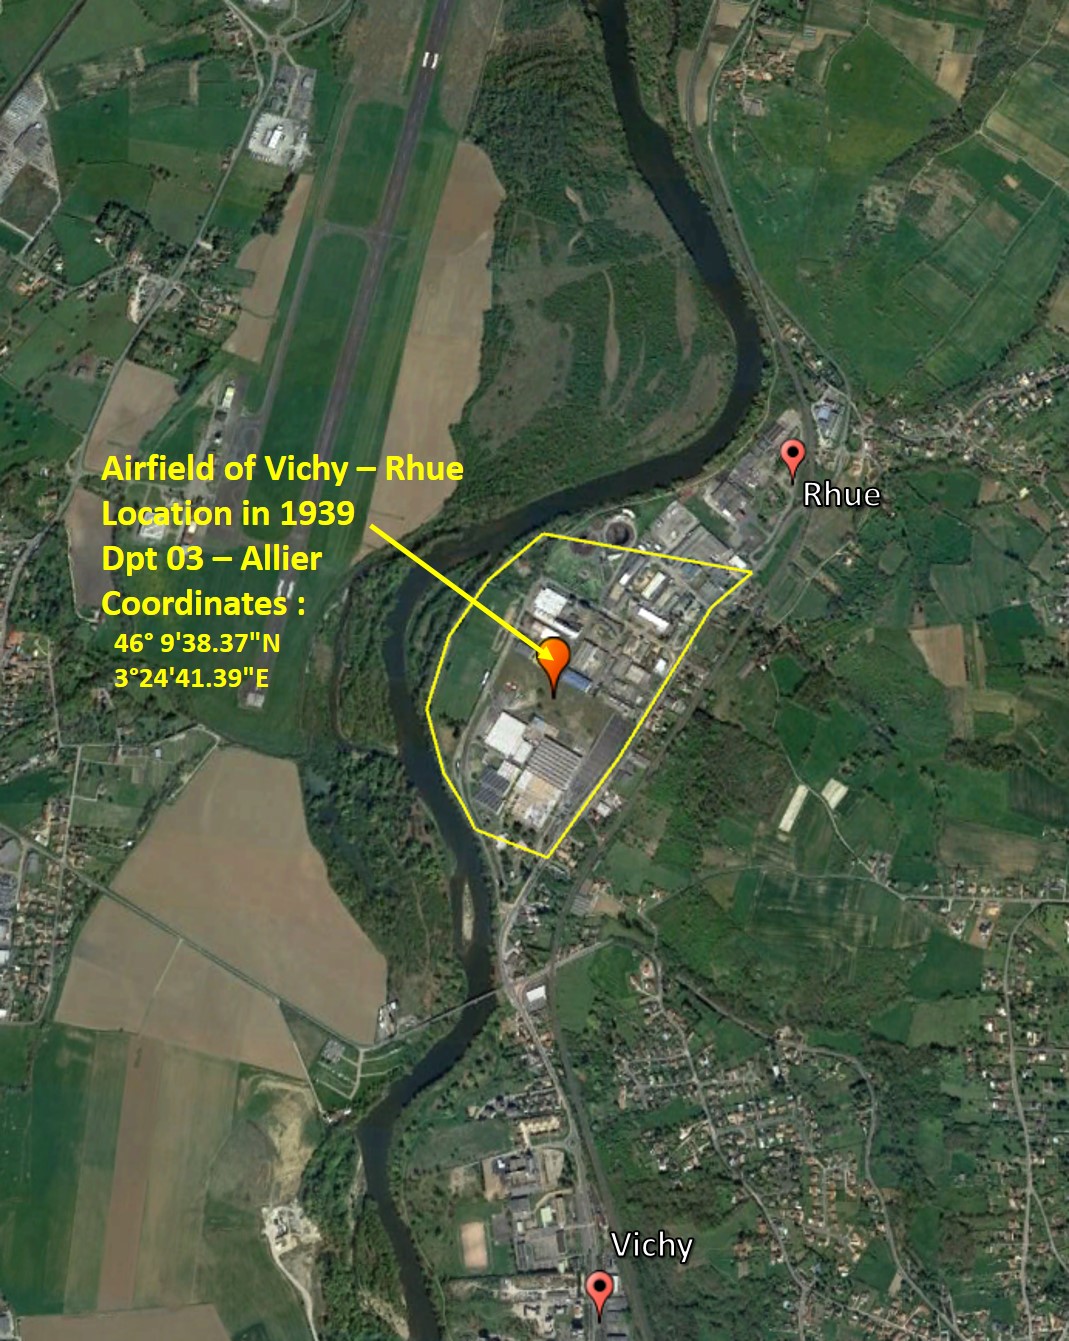 Airfield of Vichy – Rhue
Location in 1939
Dpt 03 – Allier
Coordinates :
46° 9'38.37"N
3°24'41.39"E
Rhue
Vichy